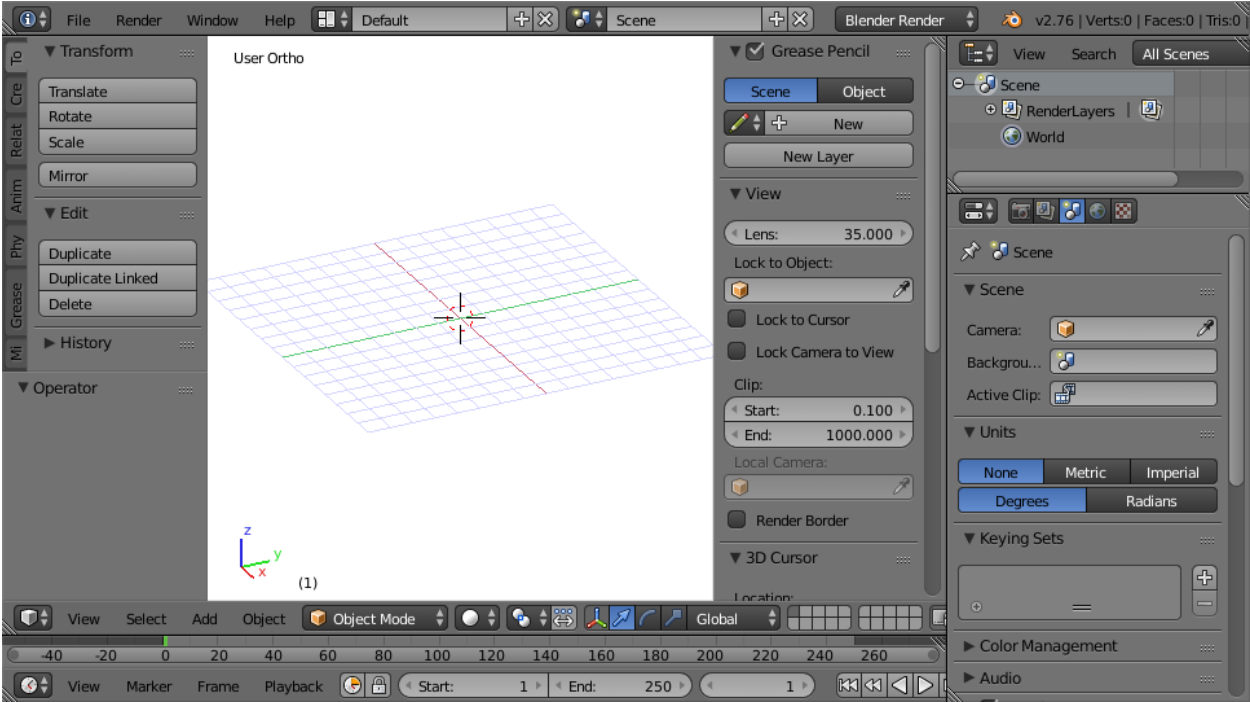 File Render Window Help Default Scene Blender Render v2.76 | Verts:0 | Faces:0 | Tris:0
To
Cre
Relat
Anim
Phy
Grease
Mi
Transform
Translate
Rotate
Scale
Mirror
Edit
Duplicate
Duplicate Linked
Delete
History
Operator
User Ortho
z
y
x
(1)
Grease Pencil
Scene Object
New
New Layer
View
Lens: 35.000
Lock to Object:
Lock to Cursor
Lock Camera to View
Clip:
Start: 0.100
End: 1000.000
Local Camera:
Render Border
3D Cursor
Location:
View Search All Scenes
Scene
RenderLayers |
World
Scene
Scene
Camera:
Backgrou...
Active Clip:
Units
None Metric Imperial
Degrees Radians
Keying Sets
Color Management
Audio
View Select Add Object Object Mode Global
-40 -20 0 20 40 60 80 100 120 140 160 180 200 220 240 260
View Marker Frame Playback Start: 1 End: 250 1